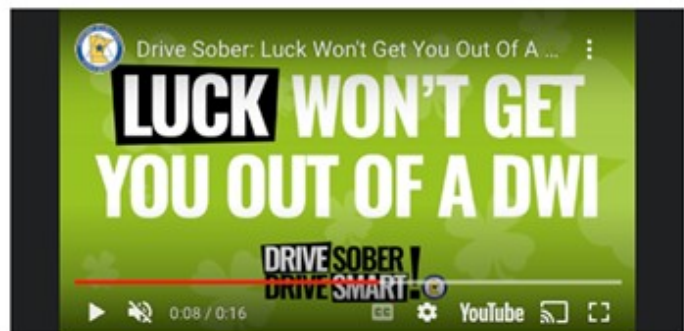 Drive Sober: Luck Won't Get You Out Of A ...
LUCK WON'T GET
YOU OUT OF A DWI
DRIVE SOBER
DRIVE SMART!
0:08 / 0:16
CC
YouTube